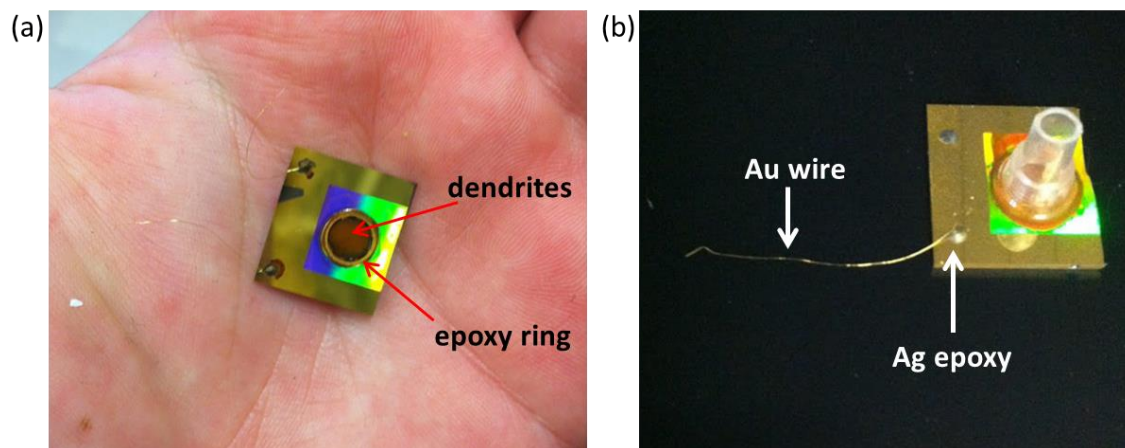 (a)
dendrites
epoxy ring
(b)
Au wire
Ag epoxy